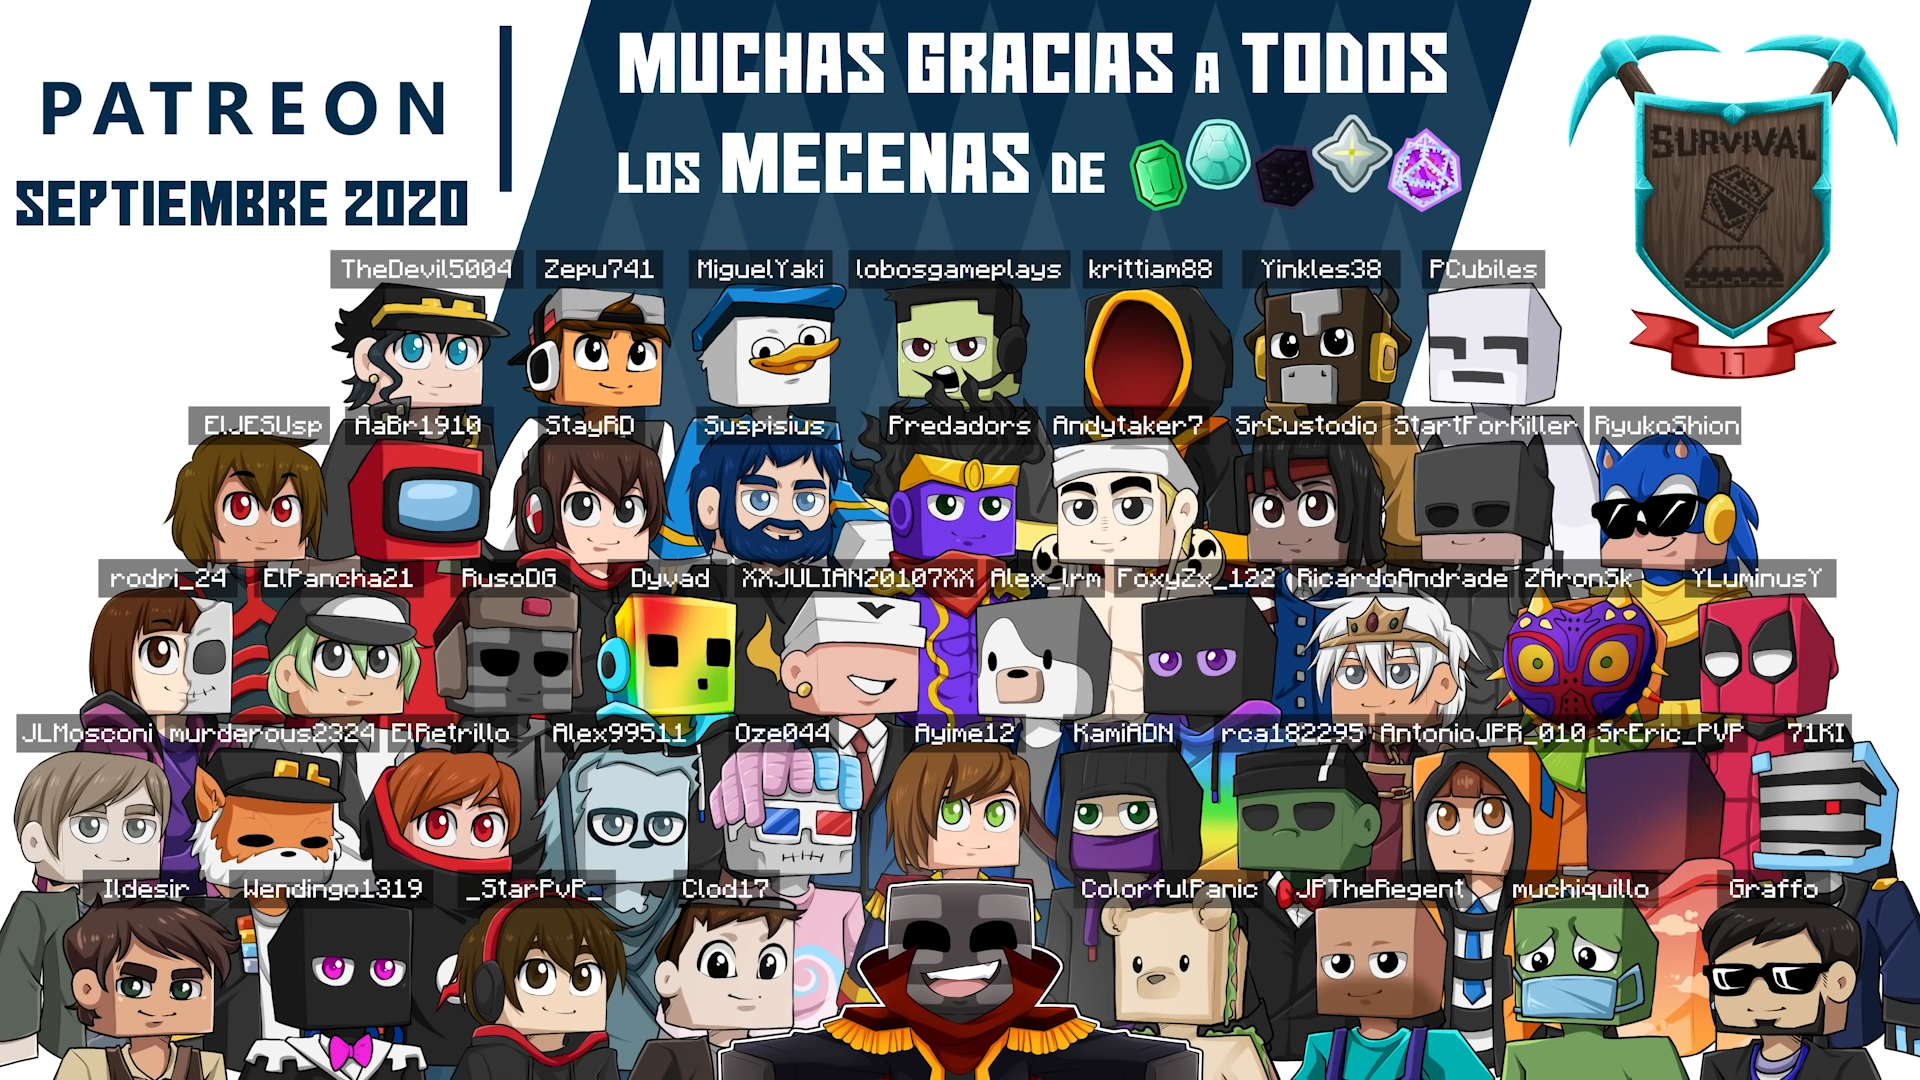 PATREON
SEPTIEMBRE 2020
MUCHAS GRACIAS A TODOS
LOS MECENAS DE
SURVIVAL
1.1
TheDevil5004 Zepu741 MiguelYaki lobosgameplays krittiam88 Yinkles38 PCubiles
ElJESUsp AaBr1910 StayRD Suspisius Predadors Andytaker7 SrCustodio StartForKiller RyukoShion
rodri_24 ElPancha21 RusoDG Dyvad XXJULIAN20107XX Alex_lrm FoxyZx_122 RicardoAndrade ZAronSk YLuminusY
JLMosconi murderous2324 ElRetrillo Alex99511 Oze044 Ayime12 KamiADN rca182295 AntonioJPR_010 SrEric_PVP 71KI
Ildesir Wendingo1319 _StarPvP_ Clod17 ColorfulPanic JPTheRegent muchiquillo Graffo